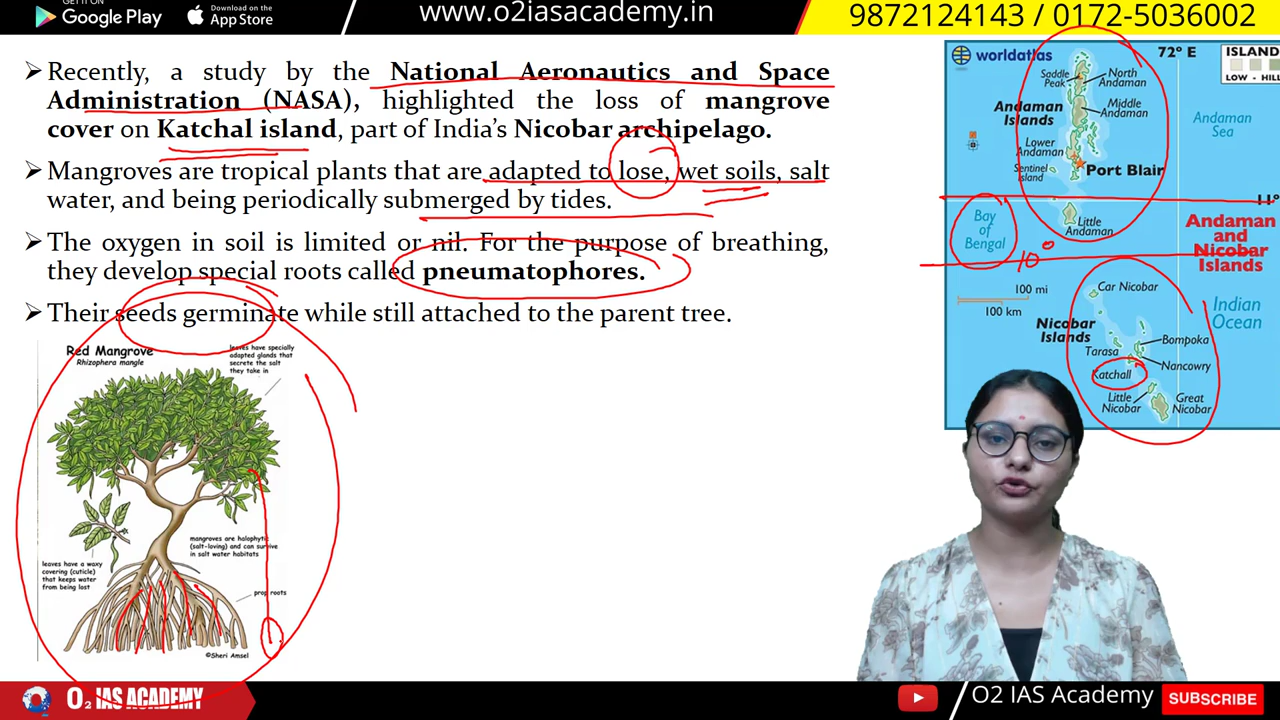 GET IT ON
Google Play
Download on the
App Store
www.o2iasacademy.in
9872124143 / 0172-5036002
➢ Recently, a study by the National Aeronautics and Space
Administration (NASA), highlighted the loss of mangrove
cover on Katchal island, part of India's Nicobar archipelago.
➢ Mangroves are tropical plants that are adapted to lose, wet soils, salt
water, and being periodically submerged by tides.
➢ The oxygen in soil is limited or nil. For the purpose of breathing,
they develop special roots called pneumatophores.
➢ Their seeds germinate while still attached to the parent tree.
Red Mangrove
Rhizophera mangle
leaves have specially
adapted glands that
secrete the salt
they take in
mangroves are halophytic
(salt-loving) and can survive
in salt water habitats
leaves have a waxy
covering (cuticle)
that keeps water
from being lost
prop roots
©Sheri Amsel
worldatlas
72° E
ISLAND
LOW - HILL
Saddle
Peak
North
Andaman
Andaman
Islands
Middle
Andaman
Andaman
Sea
Lower
Andaman
Sentinel
Island
Port Blair
11°
Bay
of
Bengal
Little
Andaman
Andaman
and
Nicobar
Islands
10°
100 mi
100 km
Car Nicobar
Indian
Ocean
Nicobar
Islands
Bompoka
Tarasa
Nancowry
Katchall
Little
Nicobar
Great
Nicobar
O2 IAS ACADEMY
O2 IAS Academy
SUBSCRIBE